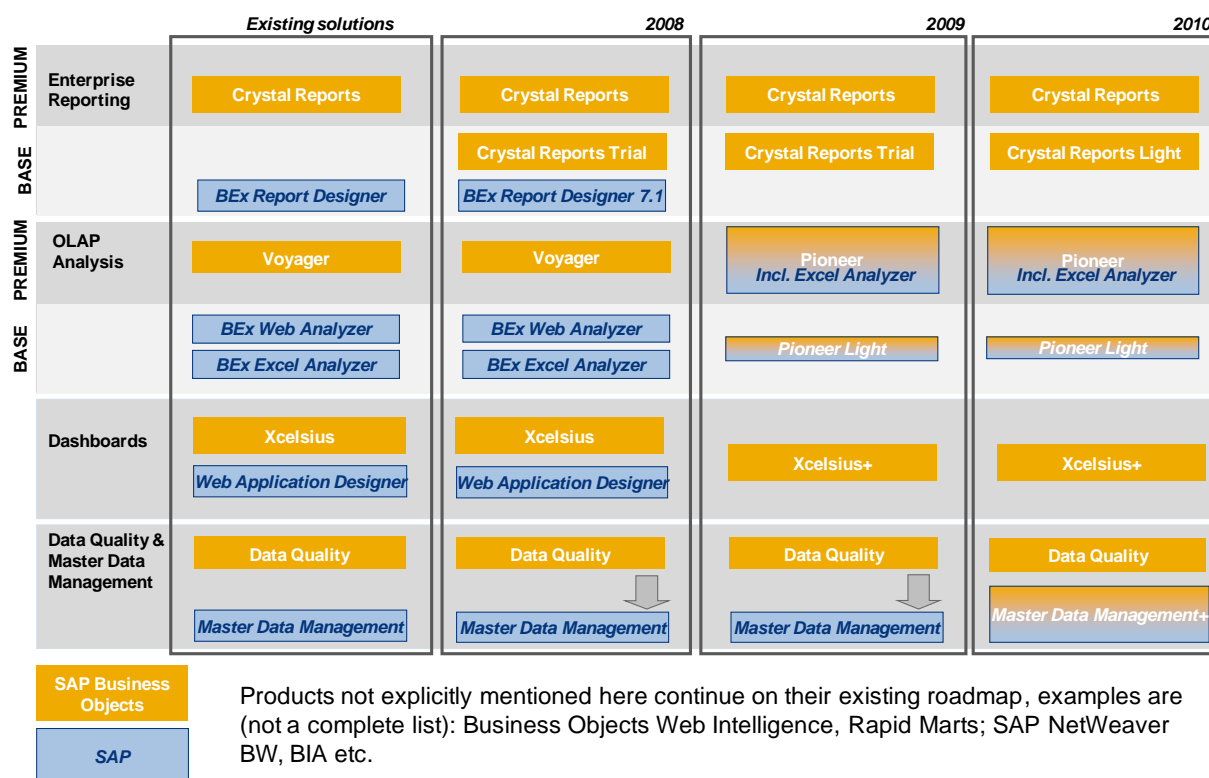 Existing solutions 2008 2009 2010
PREMIUM
Enterprise
Reporting
Crystal Reports Crystal Reports Crystal Reports Crystal Reports
BASE
Crystal Reports Trial Crystal Reports Trial Crystal Reports Light
BEx Report Designer BEx Report Designer 7.1
PREMIUM
OLAP
Analysis
Voyager Voyager Pioneer Pioneer
Incl. Excel Analyzer Incl. Excel Analyzer
BASE
BEx Web Analyzer BEx Web Analyzer
Pioneer Light Pioneer Light
BEx Excel Analyzer BEx Excel Analyzer
Dashboards
Xcelsius Xcelsius
Xcelsius+ Xcelsius+
Web Application Designer Web Application Designer
Data Quality &
Master Data
Management
Data Quality Data Quality Data Quality Data Quality
Master Data Management Master Data Management Master Data Management Master Data Management+
SAP Business
Objects
SAP
Products not explicitly mentioned here continue on their existing roadmap, examples are
(not a complete list): Business Objects Web Intelligence, Rapid Marts; SAP NetWeaver
BW, BIA etc.